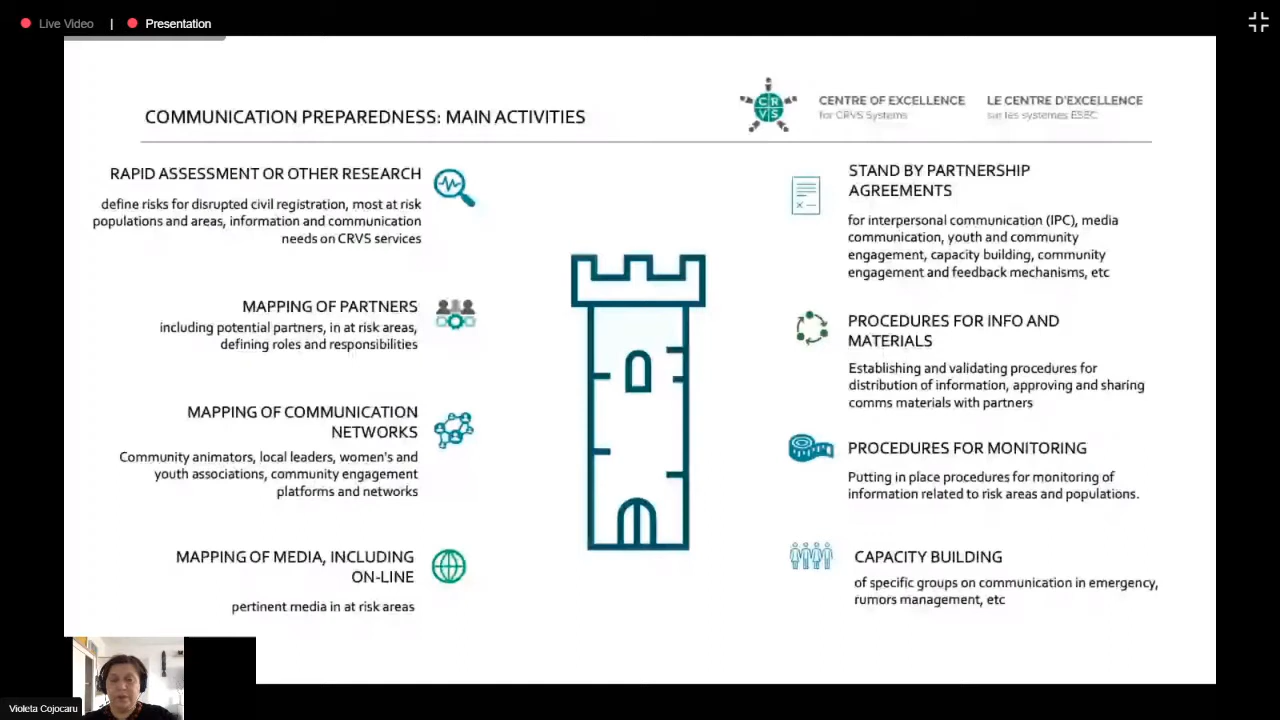 Live Video | Presentation
COMMUNICATION PREPAREDNESS: MAIN ACTIVITIES
CRVS
CENTRE OF EXCELLENCE
for CRVS Systems
LE CENTRE D'EXCELLENCE
sur les systèmes ESEC
RAPID ASSESSMENT OR OTHER RESEARCH
define risks for disrupted civil registration, most at risk
populations and areas, information and communication
needs on CRVS services
MAPPING OF PARTNERS
including potential partners, in at risk areas,
defining roles and responsibilities
MAPPING OF COMMUNICATION
NETWORKS
Community animators, local leaders, women's and
youth associations, community engagement
platforms and networks
MAPPING OF MEDIA, INCLUDING
ON-LINE
pertinent media in at risk areas
STAND BY PARTNERSHIP
AGREEMENTS
for interpersonal communication (IPC), media
communication, youth and community
engagement, capacity building, community
engagement and feedback mechanisms, etc
PROCEDURES FOR INFO AND
MATERIALS
Establishing and validating procedures for
distribution of information, approving and sharing
comms materials with partners
PROCEDURES FOR MONITORING
Putting in place procedures for monitoring of
information related to risk areas and populations.
CAPACITY BUILDING
of specific groups on communication in emergency,
rumors management, etc
Violeta Cojocaru